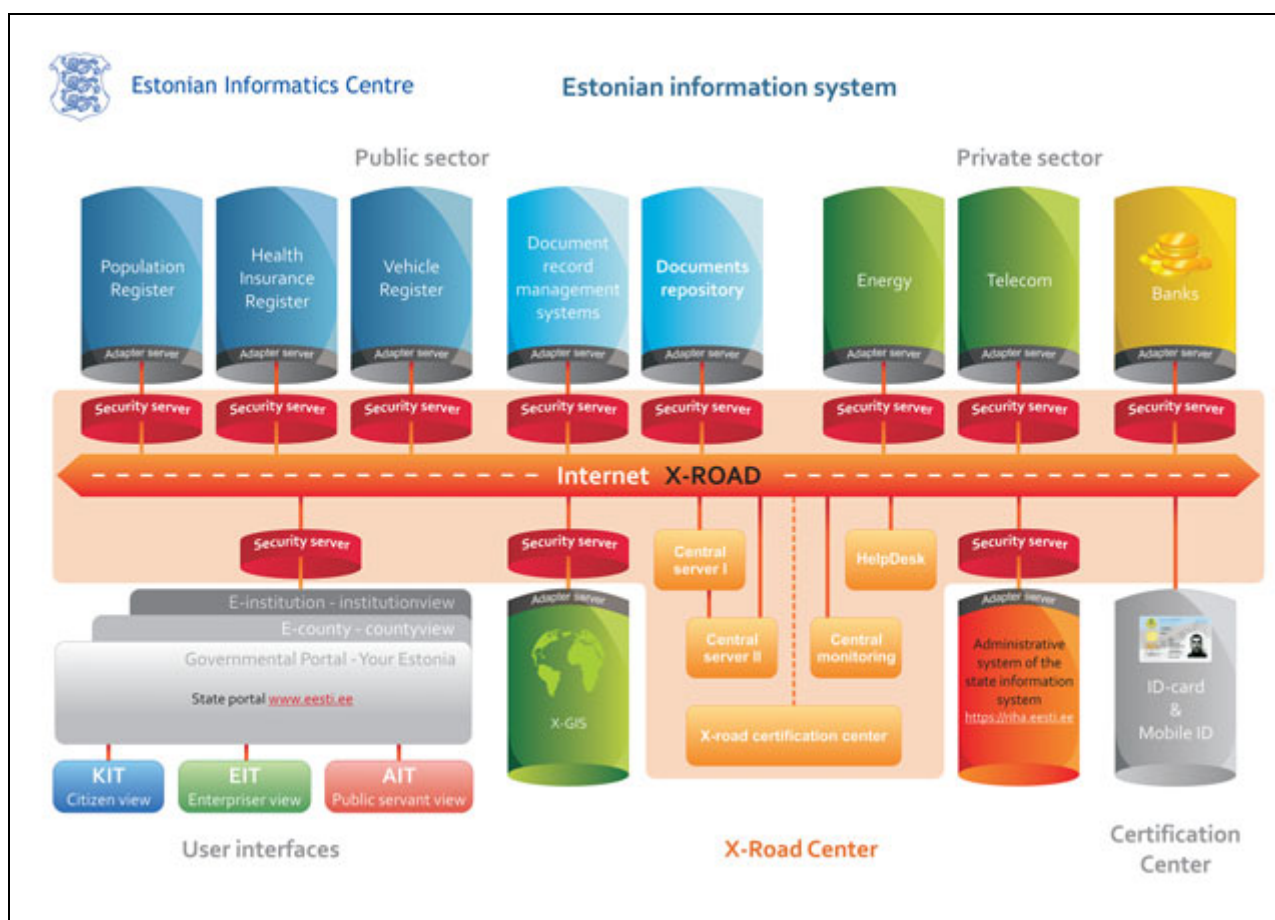 Estonian Informatics Centre
Estonian information system
Public sector
Private sector
Population
Register
Health
Insurance
Register
Vehicle
Register
Document
record
management
systems
Documents
repository
Energy
Telecom
Banks
Adapter server
Adapter server
Adapter server
Adapter server
Adapter server
Adapter server
Adapter server
Adapter server
Security server
Security server
Security server
Security server
Security server
Security server
Security server
Security server
Internet X-ROAD
Security server
Security server
Central
server I
HelpDesk
Security server
E-institution - institutionview
E-county - countyview
Governmental Portal - Your Estonia
State portal www.eesti.ee
Adapter server
X-GIS
Central
server II
Central
monitoring
X-road certification center
Adapter server
Administrative
system of the
state information
system
https://riha.eesti.ee
ID-card
&
Mobile ID
KIT
Citizen view
EIT
Enterpriser view
AIT
Public servant view
User interfaces
X-Road Center
Certification
Center